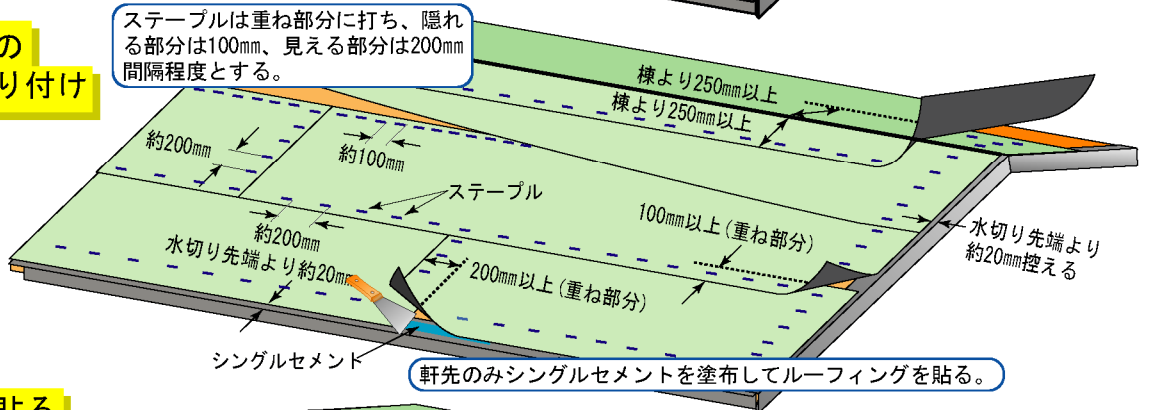 の
り付け
ステープルは重ね部分に打ち、隠れ
る部分は100㎜、見える部分は200㎜
間隔程度とする。
棟より250㎜以上
棟より250㎜以上
約200㎜
約100㎜
ステープル
約200㎜
100㎜以上(重ね部分)
水切り先端より
約20㎜控える
水切り先端より約20㎜
200㎜以上(重ね部分)
シングルセメント
軒先のみシングルセメントを塗布してルーフィングを貼る。
貼る